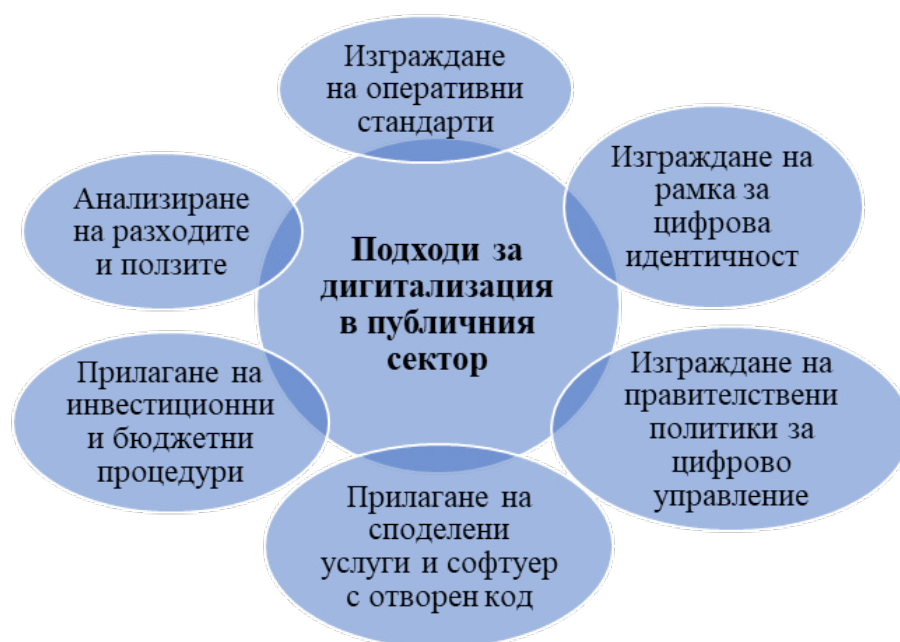 Изграждане
на оперативни
стандарти
Изграждане на
рамка за
цифрова
идентичност
Анализиране
на разходите
и ползите
Подходи за
дигитализация
в публичния
сектор
Прилагане на
инвестиционни
и бюджетни
процедури
Изграждане на
правителствени
политики за
цифрово
управление
Прилагане на
споделени
услуги и софтуер
с отворен код